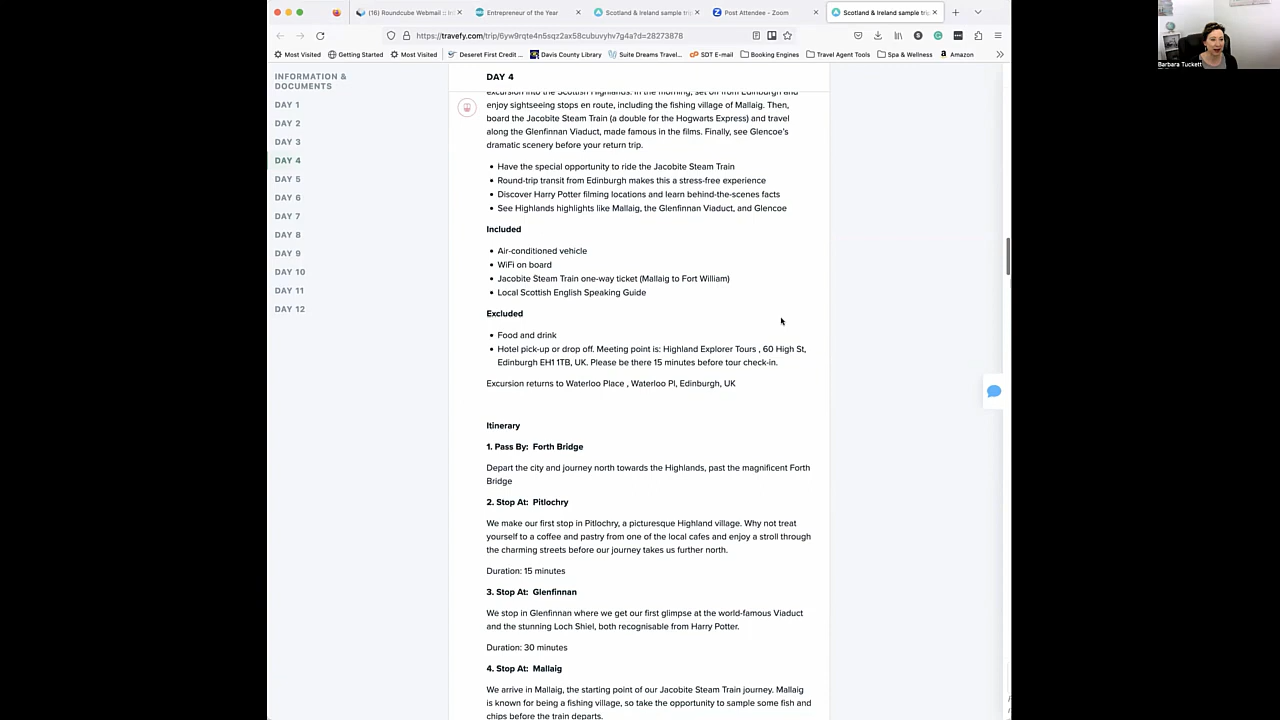 (16) Roundcube Webmail :: In
Entrepreneur of the Year
Scotland & Ireland sample trip
Post Attendee - Zoom
Scotland & Ireland sample trip
https://travefy.com/trip/6yw9rqte4n5sqz2ax58cubuvyhv7g4a?d=28273878
Most Visited
Getting Started
Most Visited
Deseret First Credit ...
Davis County Library
Suite Dreams Travel...
SDT E-mail
Booking Engines
Travel Agent Tools
Spa & Wellness
Amazon
Barbara Tuckett
INFORMATION &
DOCUMENTS
DAY 1
DAY 2
DAY 3
DAY 4
DAY 5
DAY 6
DAY 7
DAY 8
DAY 9
DAY 10
DAY 11
DAY 12
DAY 4
excursion into the Scottish Highlands. In the morning, set off from Edinburgh and
enjoy sightseeing stops en route, including the fishing village of Mallaig. Then,
board the Jacobite Steam Train (a double for the Hogwarts Express) and travel
along the Glenfinnan Viaduct, made famous in the films. Finally, see Glencoe's
dramatic scenery before your return trip.
• Have the special opportunity to ride the Jacobite Steam Train
• Round-trip transit from Edinburgh makes this a stress-free experience
• Discover Harry Potter filming locations and learn behind-the-scenes facts
• See Highlands highlights like Mallaig, the Glenfinnan Viaduct, and Glencoe
Included
• Air-conditioned vehicle
• WiFi on board
• Jacobite Steam Train one-way ticket (Mallaig to Fort William)
• Local Scottish English Speaking Guide
Excluded
• Food and drink
• Hotel pick-up or drop off. Meeting point is: Highland Explorer Tours , 60 High St,
Edinburgh EH1 1TB, UK. Please be there 15 minutes before tour check-in.
Excursion returns to Waterloo Place , Waterloo Pl, Edinburgh, UK
Itinerary
1. Pass By: Forth Bridge
Depart the city and journey north towards the Highlands, past the magnificent Forth
Bridge
2. Stop At: Pitlochry
We make our first stop in Pitlochry, a picturesque Highland village. Why not treat
yourself to a coffee and pastry from one of the local cafes and enjoy a stroll through
the charming streets before our journey takes us further north.
Duration: 15 minutes
3. Stop At: Glenfinnan
We stop in Glenfinnan where we get our first glimpse at the world-famous Viaduct
and the stunning Loch Shiel, both recognisable from Harry Potter.
Duration: 30 minutes
4. Stop At: Mallaig
We arrive in Mallaig, the starting point of our Jacobite Steam Train journey. Mallaig
is known for being a fishing village, so take the opportunity to sample some fish and
chips before the train departs.